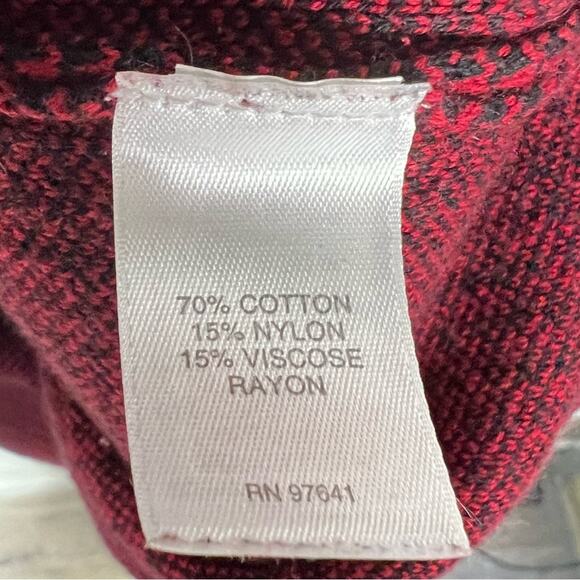 70% COTTON
15% NYLON
15% VISCOSE
RAYON
RN 97641